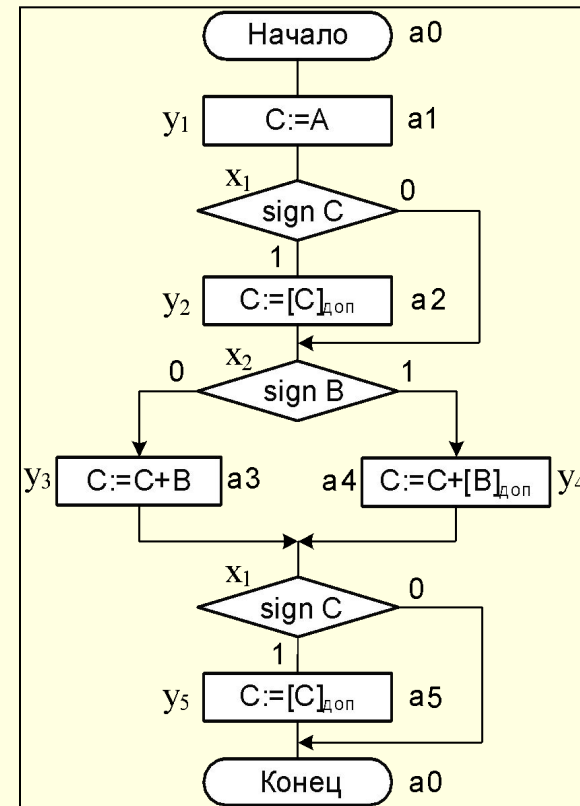 Начало a0
y1 C:=A a1
x1 0
sign C
1
y2 C:=[C]доп a2
x2
0 sign B 1
y3 C:=C+B a3 a4 C:=C+[B]доп y4
x1 0
sign C
1
y5 C:=[C]доп a5
Конец a0